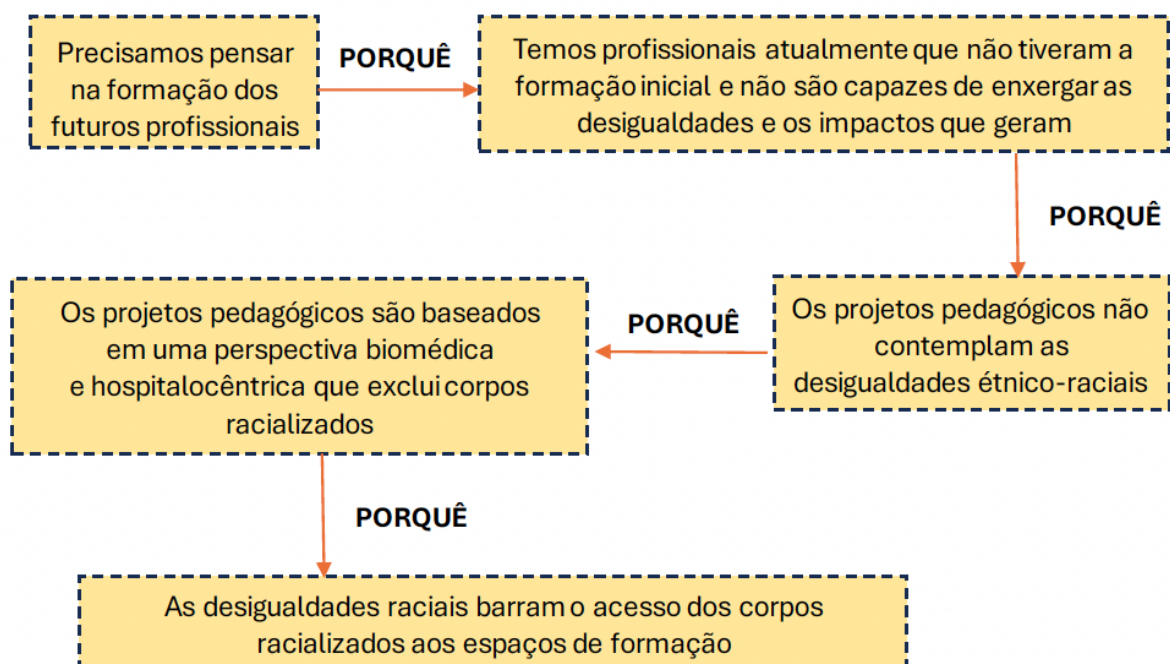 Precisamos pensar
na formação dos
futuros profissionais
PORQUÊ
Temos profissionais atualmente que não tiveram a
formação inicial e não são capazes de enxergar as
desigualdades e os impactos que geram
PORQUÊ
Os projetos pedagógicos não
contemplam as
desigualdades étnico-raciais
PORQUÊ
Os projetos pedagógicos são baseados
em uma perspectiva biomédica
e hospitalocêntrica que exclui corpos
racializados
PORQUÊ
As desigualdades raciais barram o acesso dos corpos
racializados aos espaços de formação